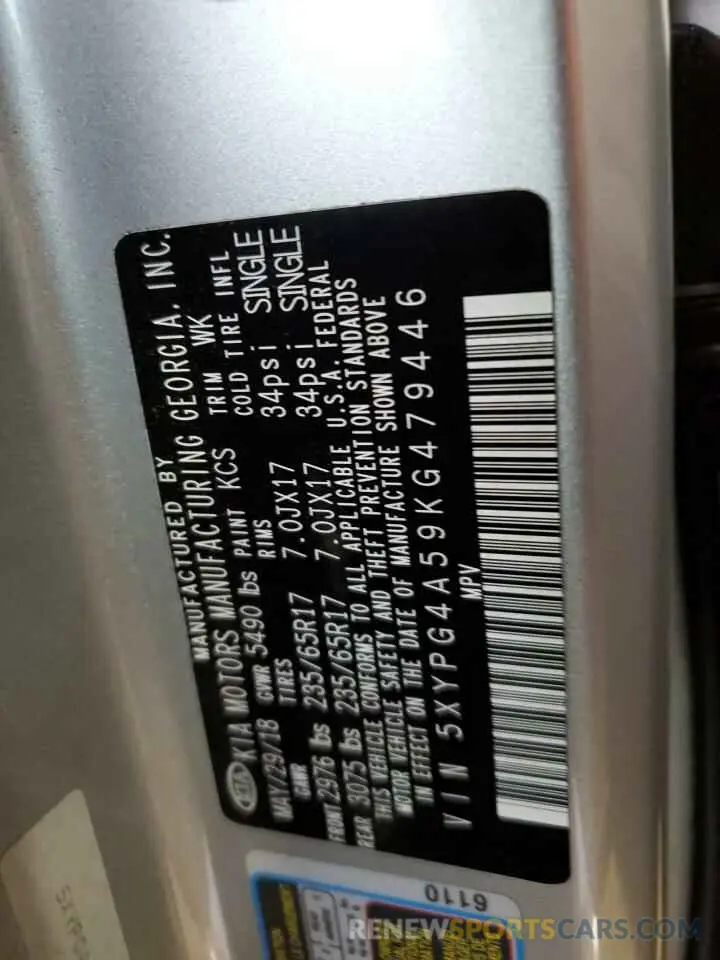 MANUFACTURED BY
KIA KIA MOTORS MANUFACTURING GEORGIA, INC.
MAY/29/18 GVWR 5490 lbs PAINT KCS TRIM WK
GAWR TIRES RIMS COLD TIRE INFL
FRONT 2976 lbs 235/65R17 7.0JX17 34psi SINGLE
REAR 3075 lbs 235/65R17 7.0JX17 34psi SINGLE
THIS VEHICLE CONFORMS TO ALL APPLICABLE U.S.A. FEDERAL
MOTOR VEHICLE SAFETY AND THEFT PREVENTION STANDARDS
IN EFFECT ON THE DATE OF MANUFACTURE SHOWN ABOVE
VIN 5XYPG4A59KG479446
MPV
6110
RENEWSPORTSCARS.COM